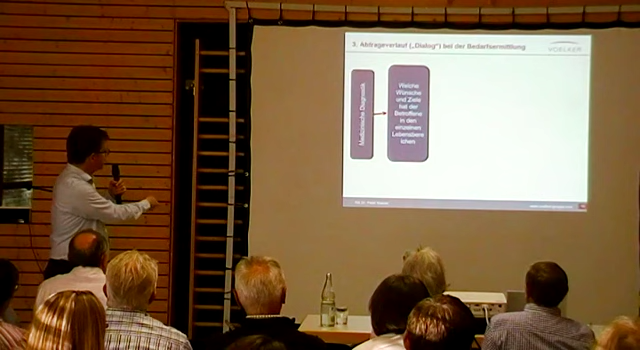 3. Abfrageverlauf („Dialog") bei der Bedarfsermittlung
VOELKER
Medizinische Diagnostik
Welche
Wünsche
und Ziele
hat der
Betroffene
in den
einzelnen
Lebensbere
ichen